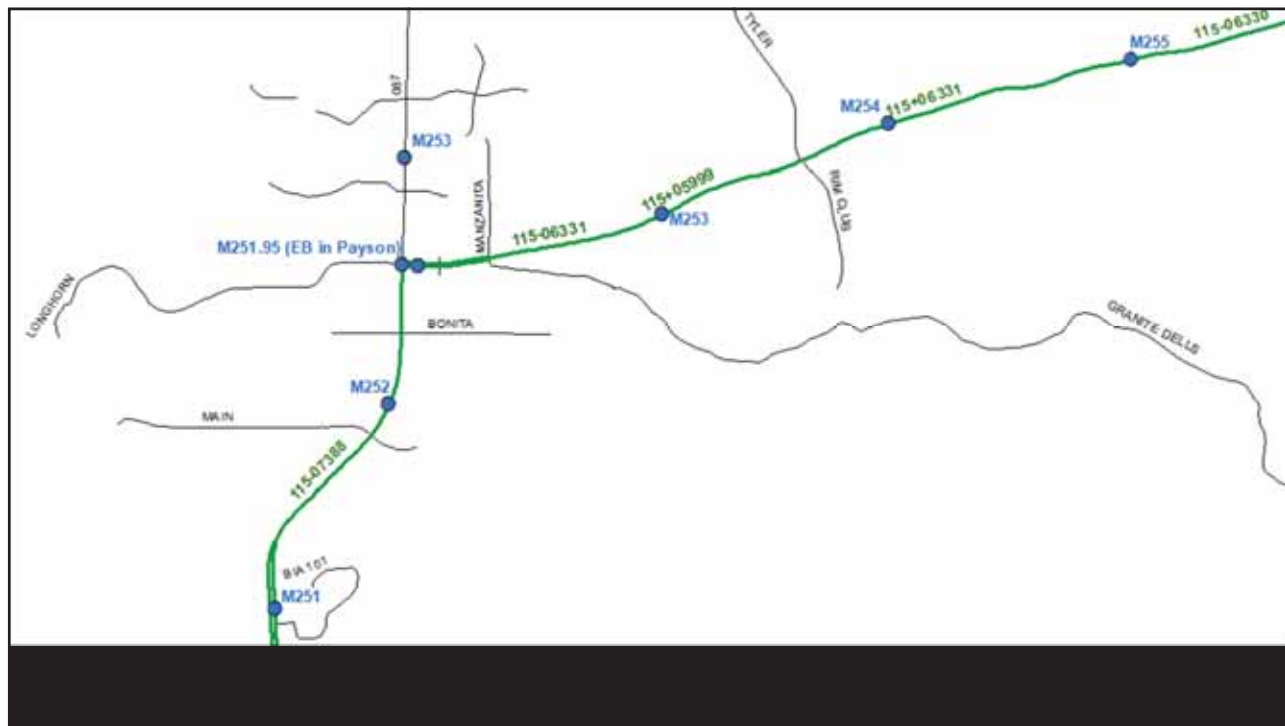 TYLER
115-06330
M255
087
M254
115+06331
M253
MANZANITA
115+05999
RIM CLUB
M253
115-06331
M251.95 (EB in Payson)
LONGHORN
GRANITE DELLS
BONITA
M252
MAIN
115-07388
BIA 101
M251